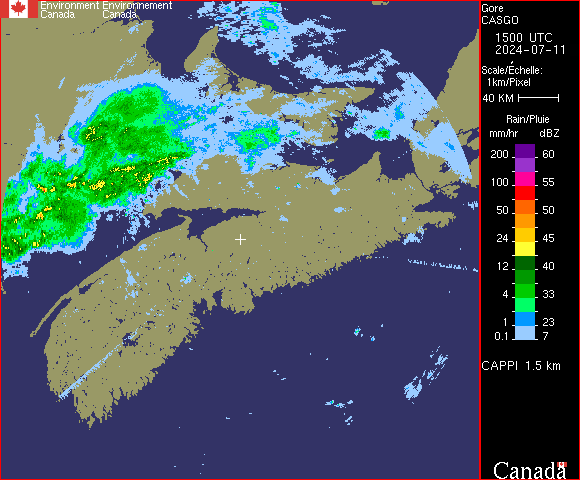 Environment Environnement
Canada Canada
Gore
CASGO
1500 UTC
2024-07-11
Scale/Échelle:
1km/Pixel
40 KM
Rain/Pluie
mm/hr dBZ
200 60
100 55
50 50
24 45
12 40
4 33
1 23
0.1 7
CAPPI 1.5 km
Canada